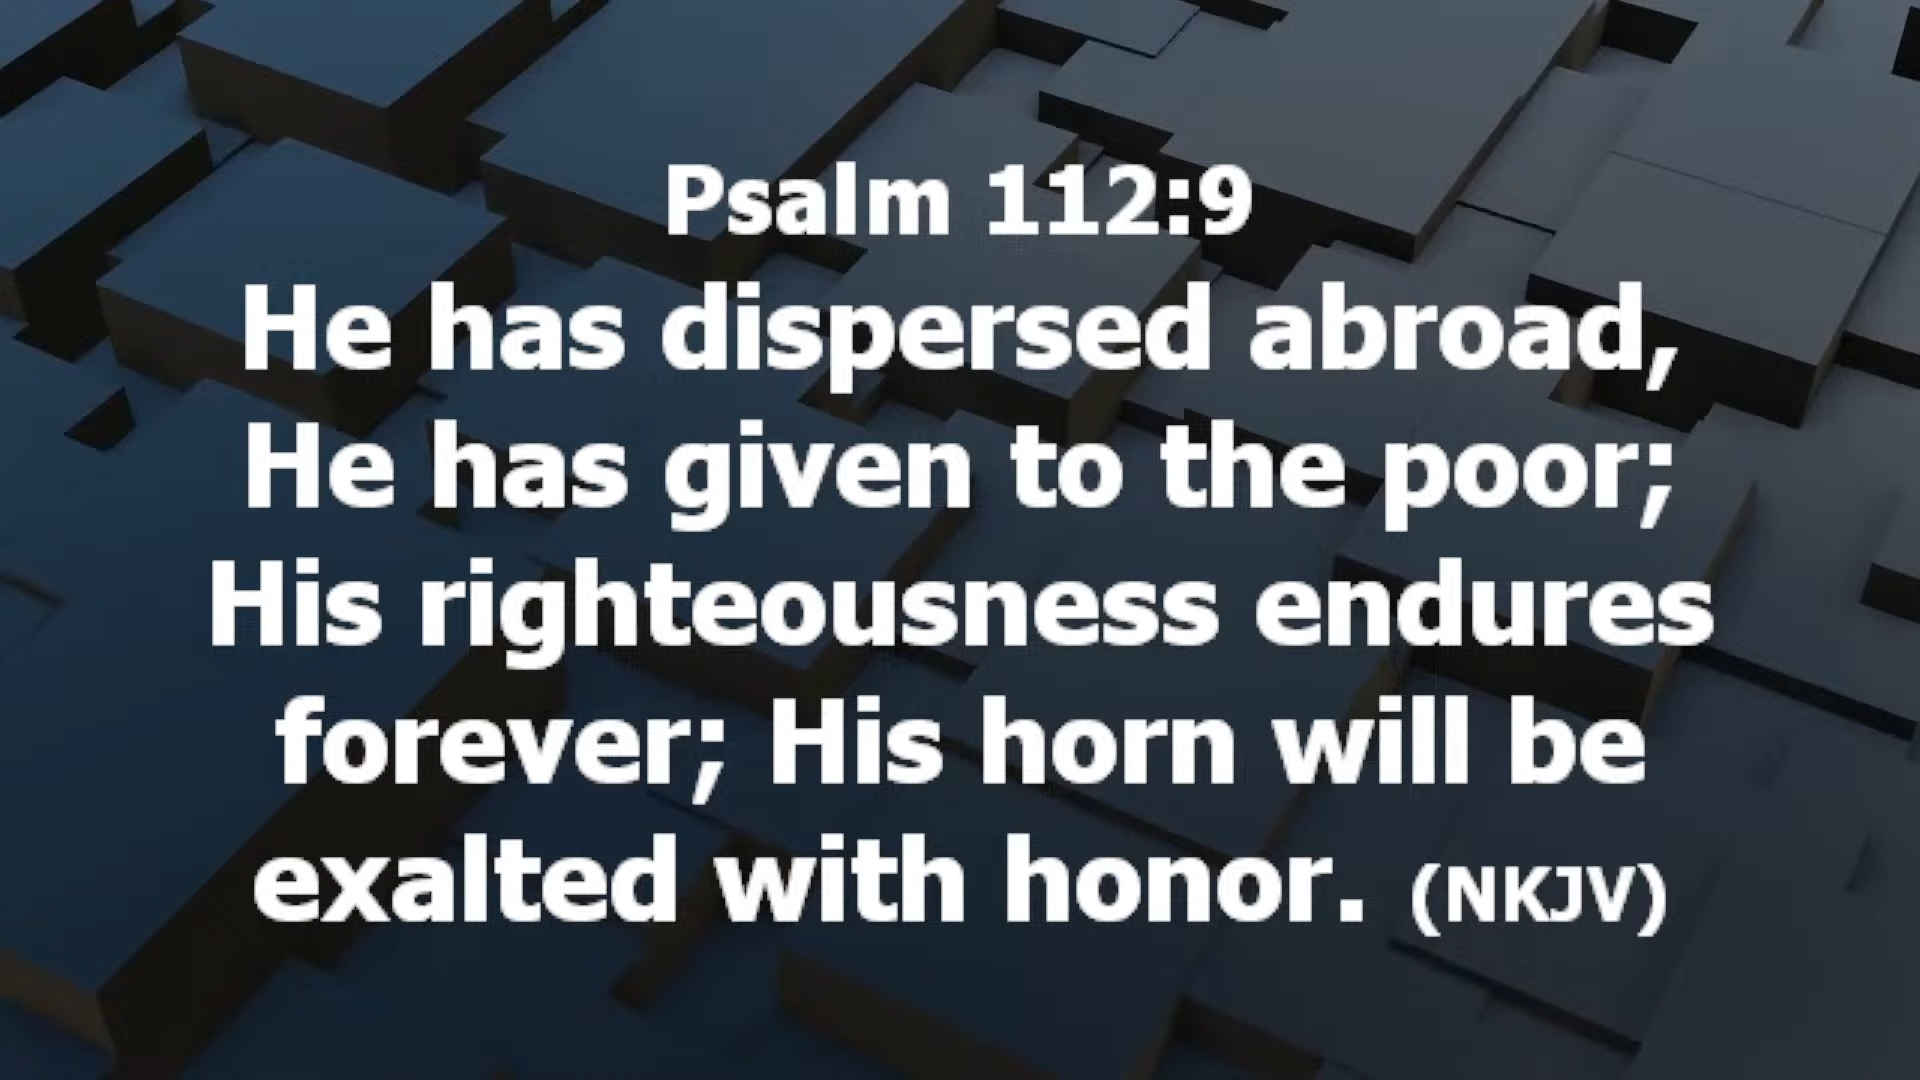 Psalm 112:9
He has dispersed abroad,
He has given to the poor;
His righteousness endures
forever; His horn will be
exalted with honor. (NKJV)